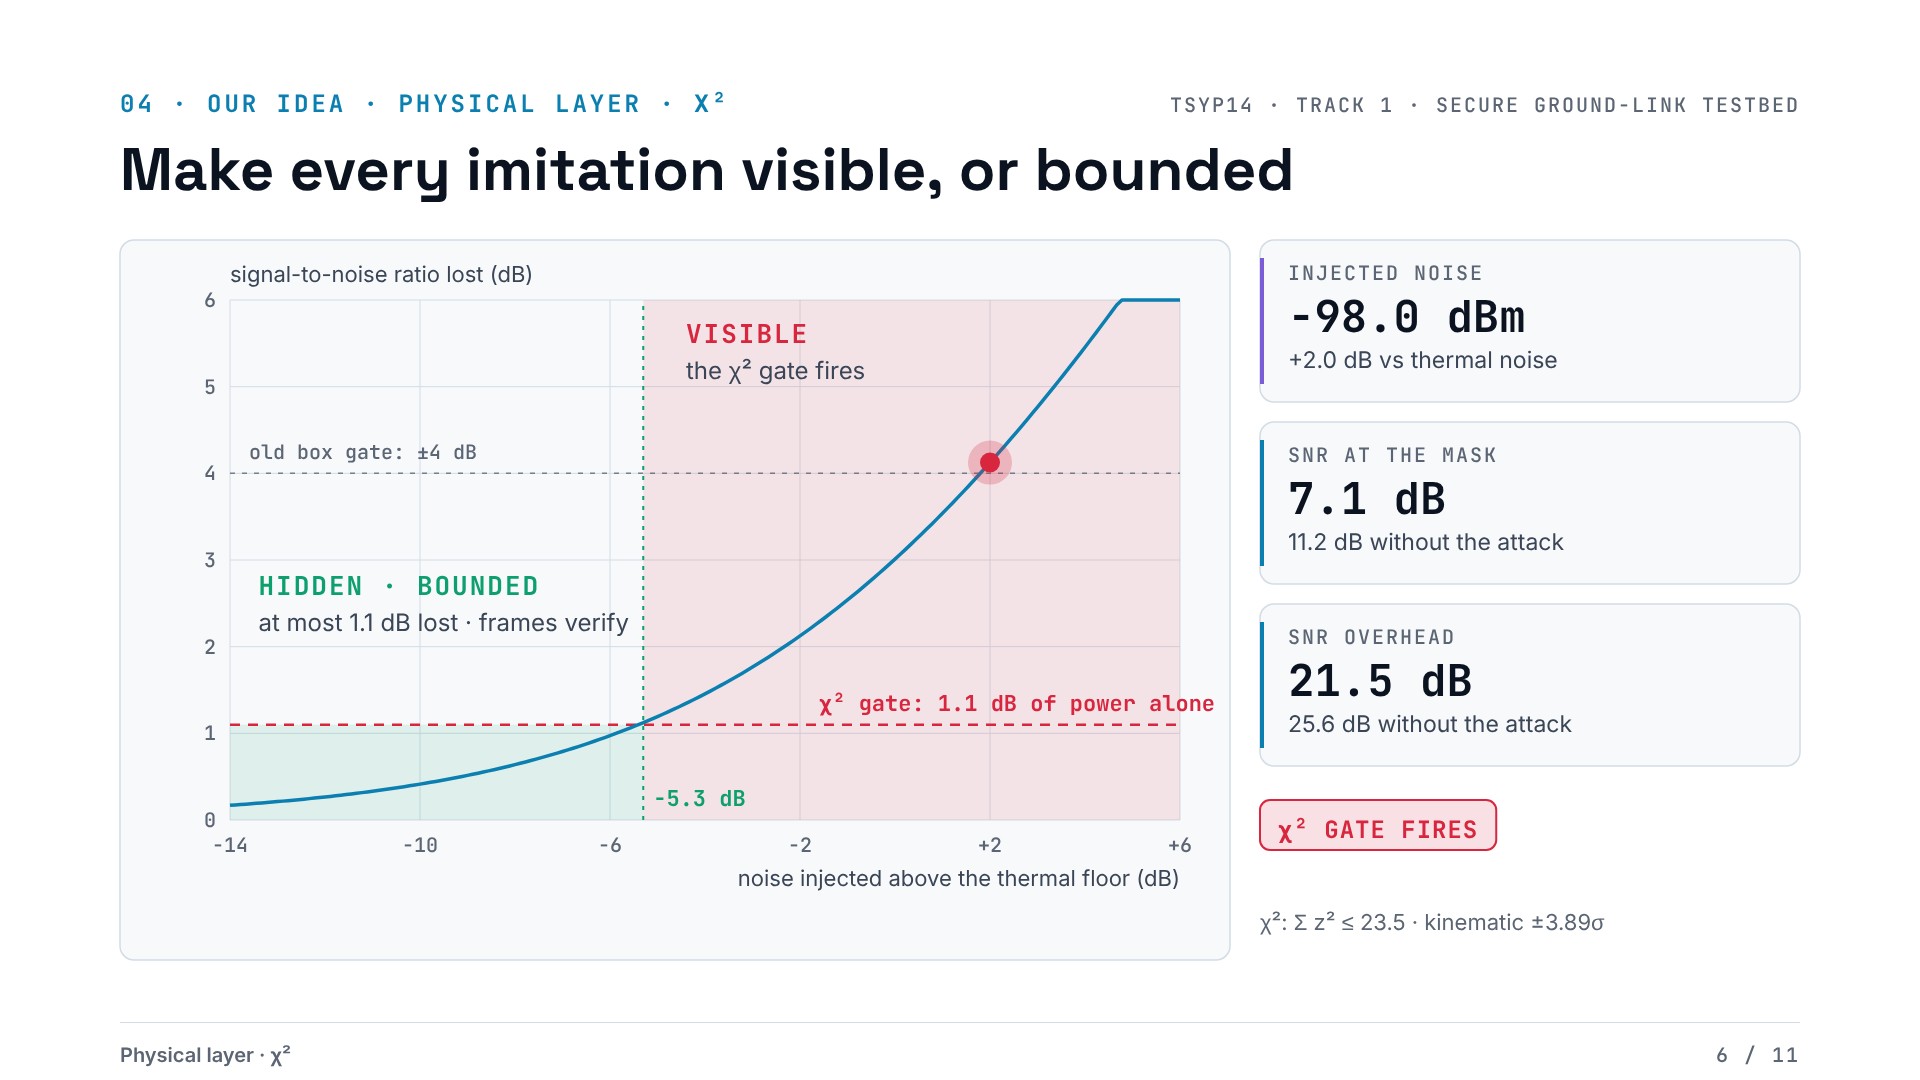 04 · OUR IDEA · PHYSICAL LAYER · χ²
TSYP14 · TRACK 1 · SECURE GROUND-LINK TESTBED
Make every imitation visible, or bounded
signal-to-noise ratio lost (dB)
6
5
4
3
2
1
0
VISIBLE
the χ² gate fires
old box gate: ±4 dB
HIDDEN · BOUNDED
at most 1.1 dB lost · frames verify
χ² gate: 1.1 dB of power alone
-5.3 dB
-14 -10 -6 -2 +2 +6
noise injected above the thermal floor (dB)
INJECTED NOISE
-98.0 dBm
+2.0 dB vs thermal noise
SNR AT THE MASK
7.1 dB
11.2 dB without the attack
SNR OVERHEAD
21.5 dB
25.6 dB without the attack
χ² GATE FIRES
χ²: Σ z² ≤ 23.5 · kinematic ±3.89σ
Physical layer · χ²
6 / 11